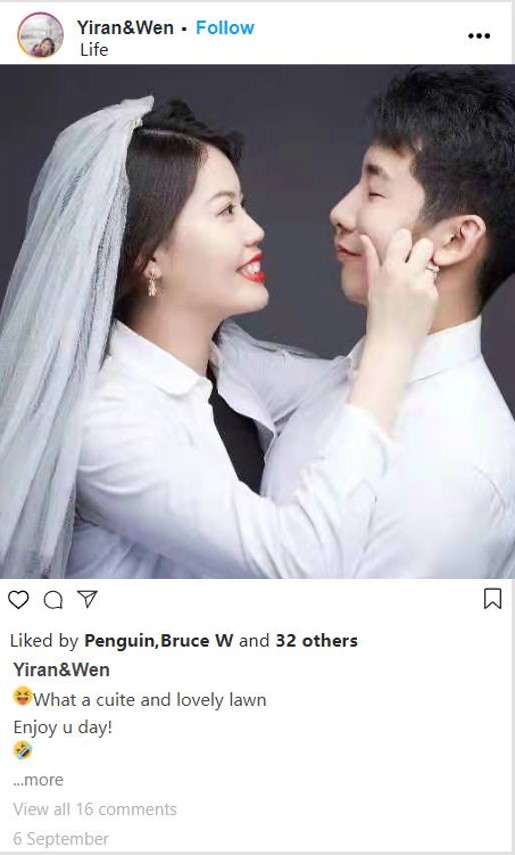 Yiran&Wen • Follow
Life
Liked by Penguin,Bruce W and 32 others
Yiran&Wen
😝What a cuite and lovely lawn
Enjoy u day!
🤣
...more
View all 16 comments
6 September